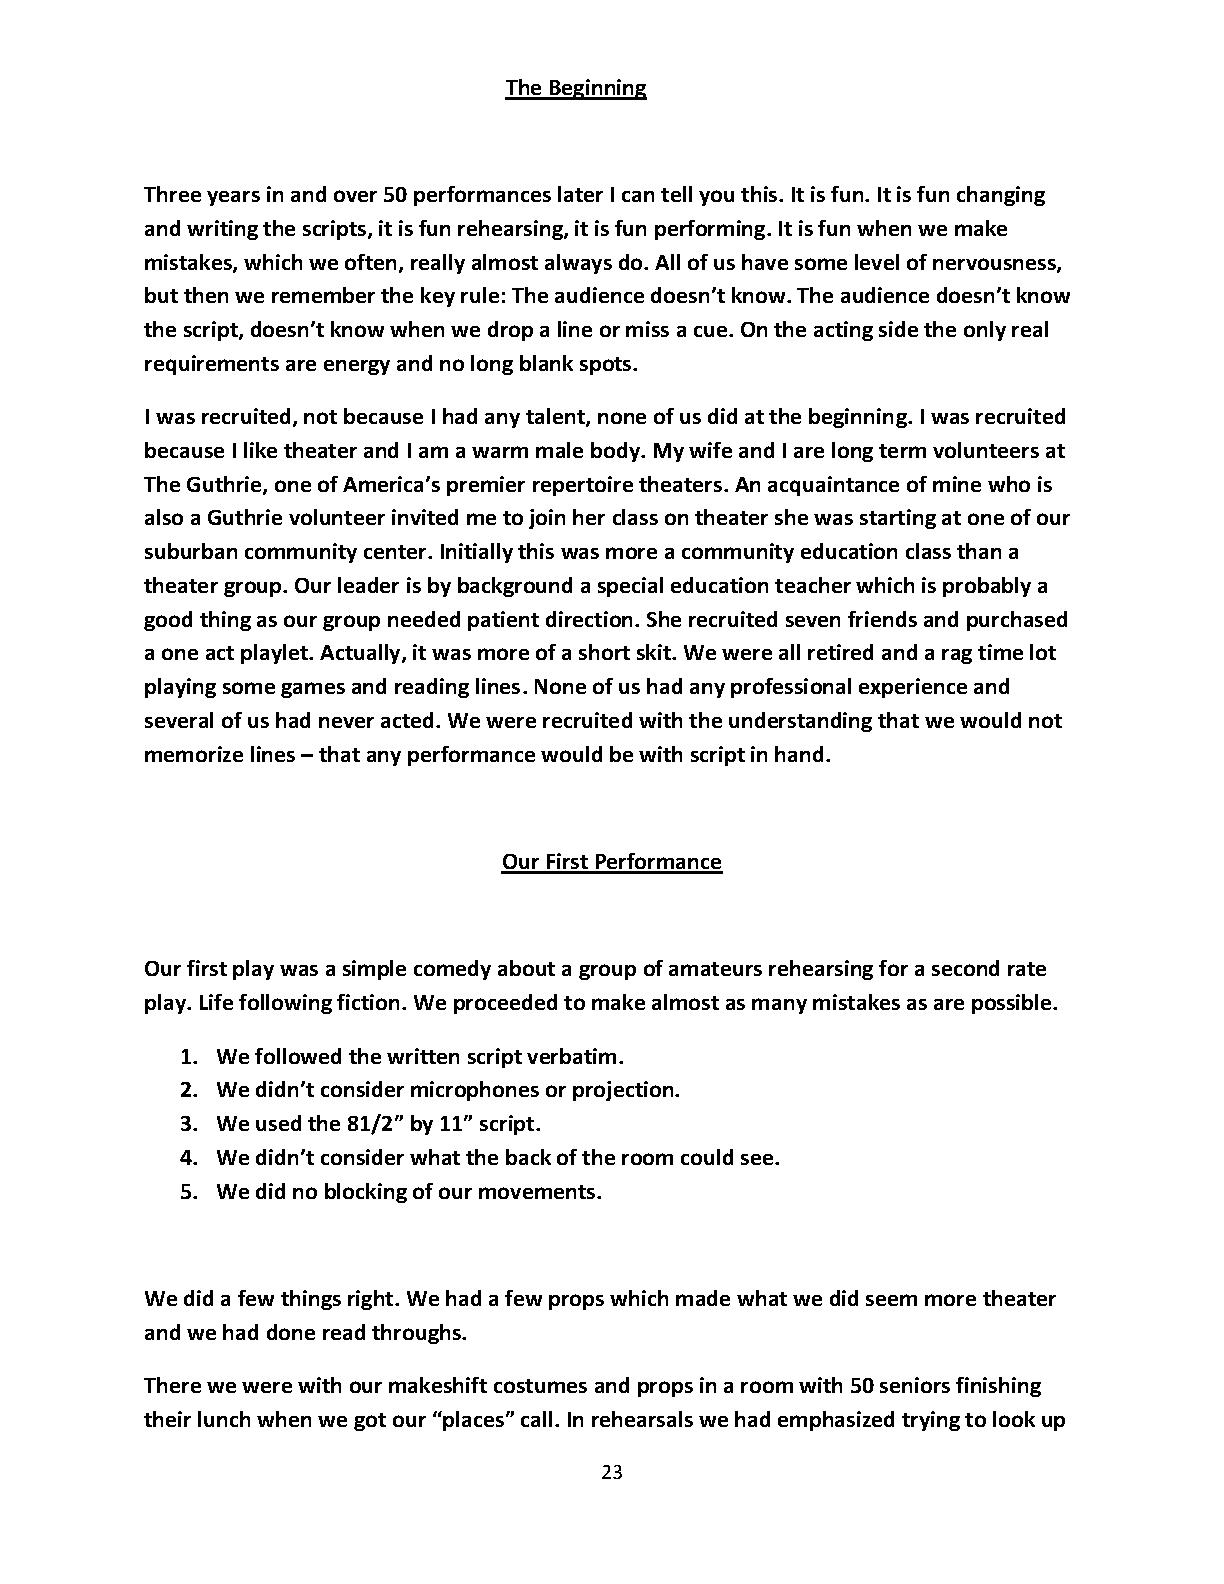 The Beginning
Three years in and over 50 performances later I can tell you this. It is fun. It is fun changing
and writing the scripts, it is fun rehearsing, it is fun performing. It is fun when we make
mistakes, which we often, really almost always do. All of us have some level of nervousness,
but then we remember the key rule: The audience doesn’t know. The audience doesn’t know
the script, doesn’t know when we drop a line or miss a cue. On the acting side the only real
requirements are energy and no long blank spots.
I was recruited, not because I had any talent, none of us did at the beginning. I was recruited
because I like theater and I am a warm male body. My wife and I are long term volunteers at
The Guthrie, one of America’s premier repertoire theaters. An acquaintance of mine who is
also a Guthrie volunteer invited me to join her class on theater she was starting at one of our
suburban community center. Initially this was more a community education class than a
theater group. Our leader is by background a special education teacher which is probably a
good thing as our group needed patient direction. She recruited seven friends and purchased
a one act playlet. Actually, it was more of a short skit. We were all retired and a rag time lot
playing some games and reading lines. None of us had any professional experience and
several of us had never acted. We were recruited with the understanding that we would not
memorize lines – that any performance would be with script in hand.
Our First Performance
Our first play was a simple comedy about a group of amateurs rehearsing for a second rate
play. Life following fiction. We proceeded to make almost as many mistakes as are possible.
1. We followed the written script verbatim.
2. We didn’t consider microphones or projection.
3. We used the 81/2” by 11” script.
4. We didn’t consider what the back of the room could see.
5. We did no blocking of our movements.
We did a few things right. We had a few props which made what we did seem more theater
and we had done read throughs.
There we were with our makeshift costumes and props in a room with 50 seniors finishing
their lunch when we got our “places” call. In rehearsals we had emphasized trying to look up
23